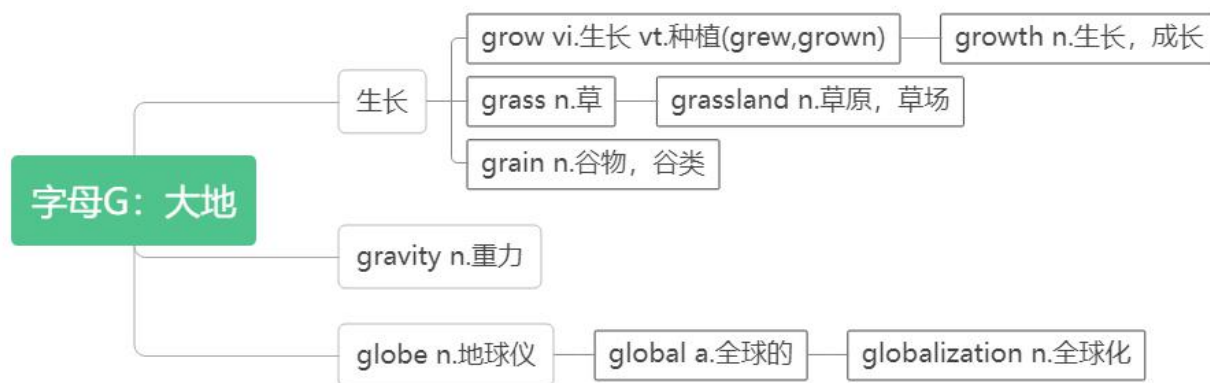 grow vi.生长 vt.种植(grew,grown)
growth n.生长，成长
生长
grass n.草
grassland n.草原，草场
grain n.谷物，谷类
字母G：大地
gravity n.重力
globe n.地球仪
global a.全球的
globalization n.全球化